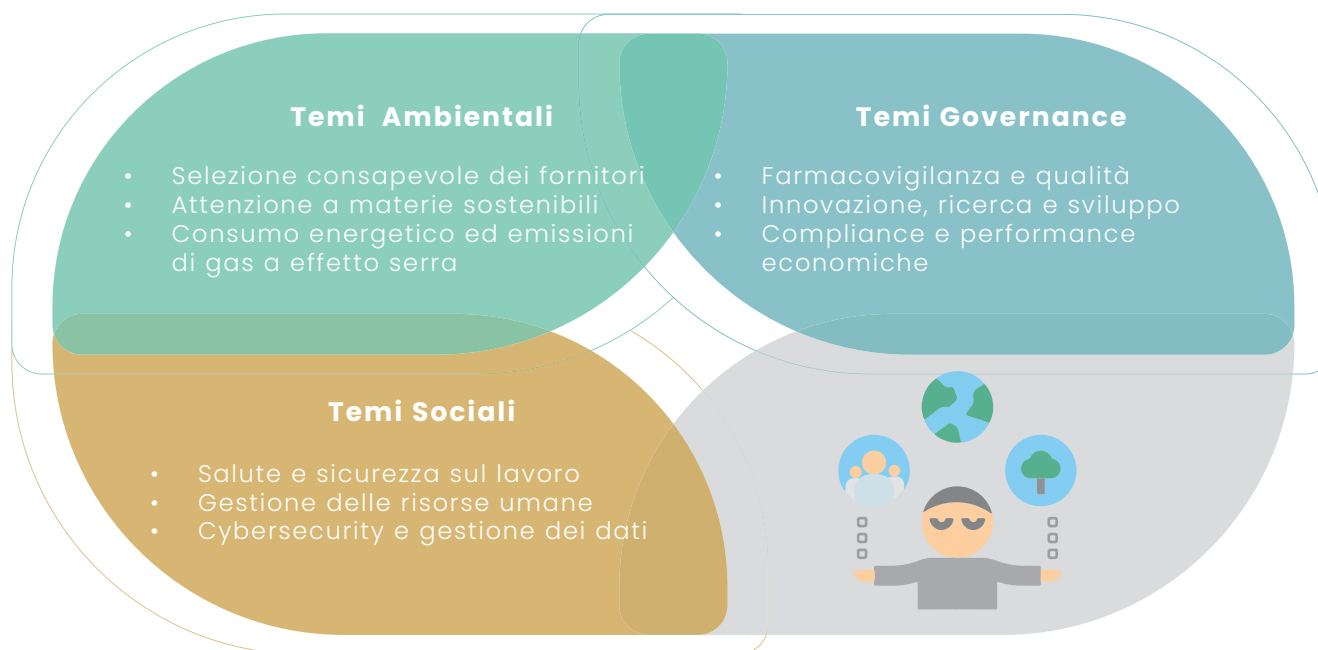 Temi Ambientali
• Selezione consapevole dei fornitori
• Attenzione a materie sostenibili
• Consumo energetico ed emissioni
di gas a effetto serra
Temi Governance
• Farmacovigilanza e qualità
• Innovazione, ricerca e sviluppo
• Compliance e performance
economiche
Temi Sociali
• Salute e sicurezza sul lavoro
• Gestione delle risorse umane
• Cybersecurity e gestione dei dati